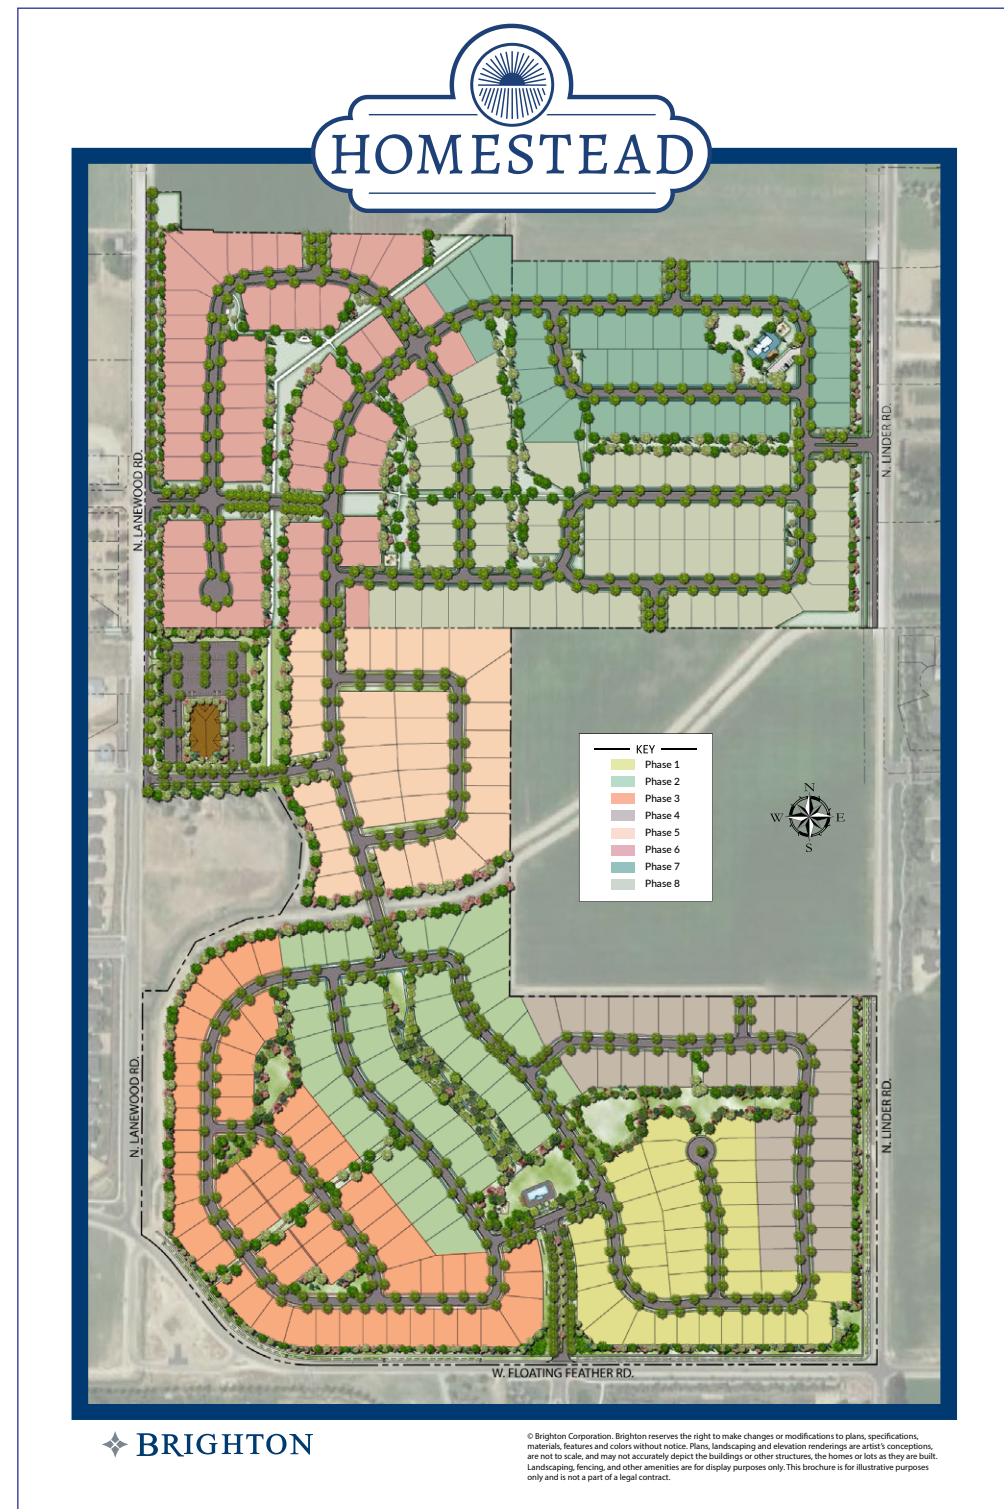 HOMESTEAD
N. LANEWOOD RD.
N. LINDER RD.
KEY
Phase 1
Phase 2
Phase 3
Phase 4
Phase 5
Phase 6
Phase 7
Phase 8
N
W E
S
N. LANEWOOD RD.
N. LINDER RD.
W. FLOATING FEATHER RD.
BRIGHTON
© Brighton Corporation. Brighton reserves the right to make changes or modifications to plans, specifications,
materials, features and colors without notice. Plans, landscaping and elevation renderings are artist's conceptions,
are not to scale, and may not accurately depict the buildings or other structures, the homes or lots as they are built.
Landscaping, fencing, and other amenities are for display purposes only. This brochure is for illustrative purposes
only and is not a part of a legal contract.